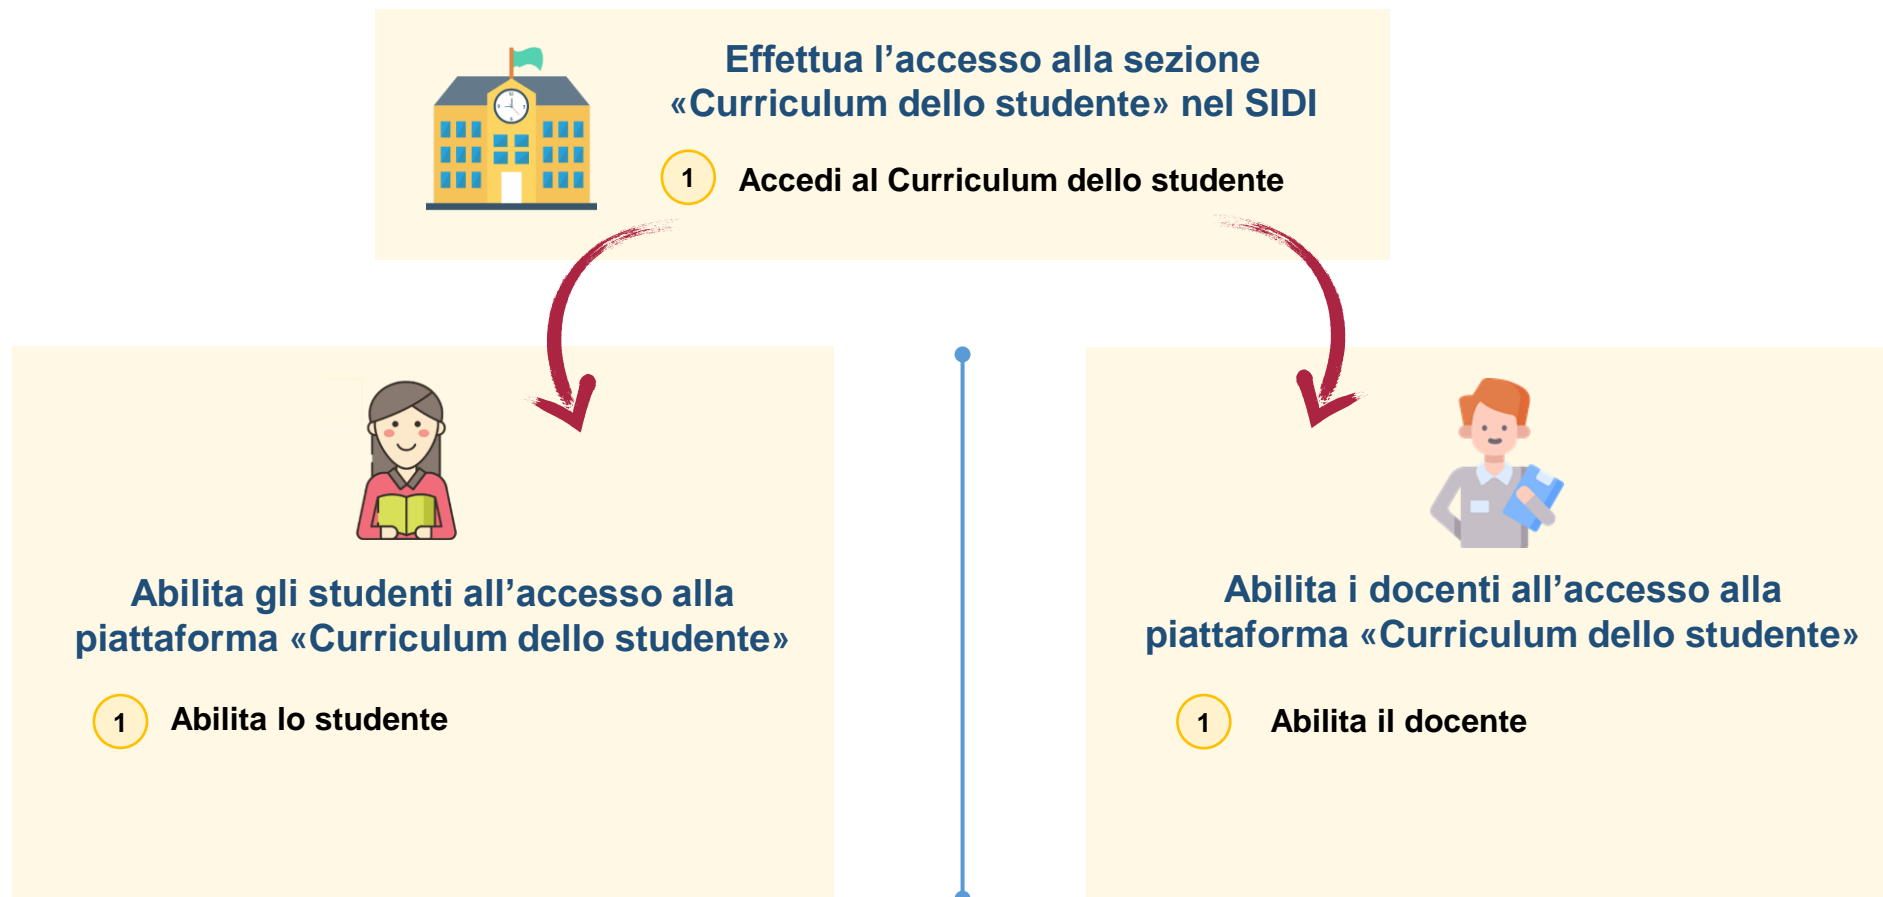 Effettua l’accesso alla sezione
«Curriculum dello studente» nel SIDI
1 Accedi al Curriculum dello studente
Abilita gli studenti all’accesso alla
piattaforma «Curriculum dello studente»
1 Abilita lo studente
Abilita i docenti all’accesso alla
piattaforma «Curriculum dello studente»
1 Abilita il docente